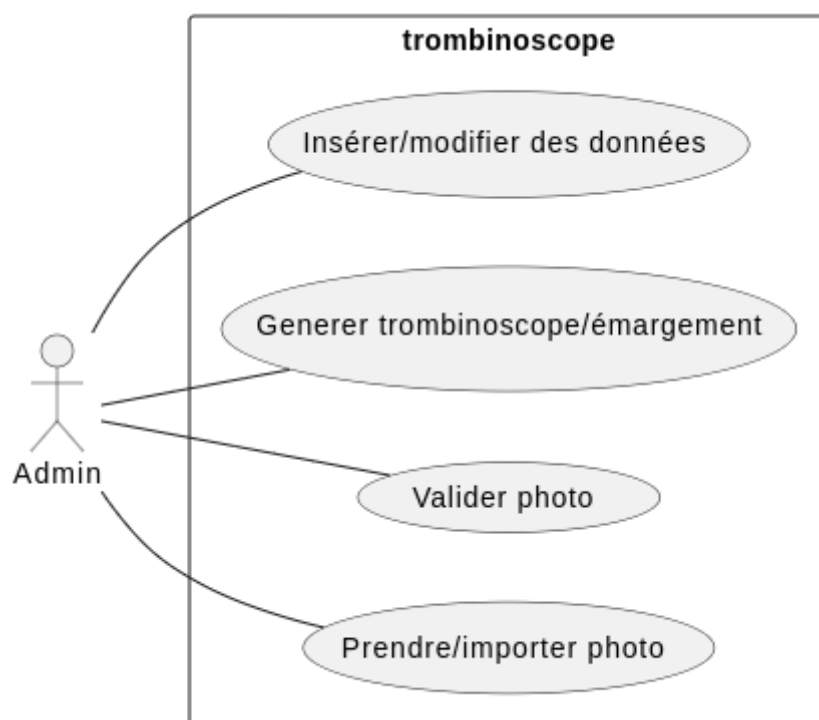 trombinoscope
Insérer/modifier des données
Generer trombinoscope/émargement
Admin
Valider photo
Prendre/importer photo